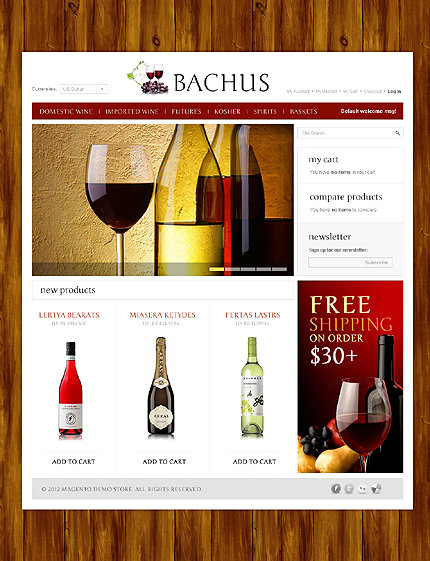 Currencies: US Dollar
BACHUS
My Account • My Wishlist • My Cart • Checkout • Log In
DOMESTIC WINE | IMPORTED WINE | FUTURES | KOSHER | SPIRITS | BASKETS
Default welcome msg!
Site Search
my cart
You have no items in your cart
compare products
You have no items to compare
newsletter
Sign up for our newsletter:
Subscribe
new products
LERTYA BEARATS
MIASERA KETYDES
FERTAS LASTRS
ADD TO CART
ADD TO CART
ADD TO CART
FREE
SHIPPING
ON ORDER
$30+
© 2012 MAGENTO DEMO STORE. ALL RIGHTS RESERVED.